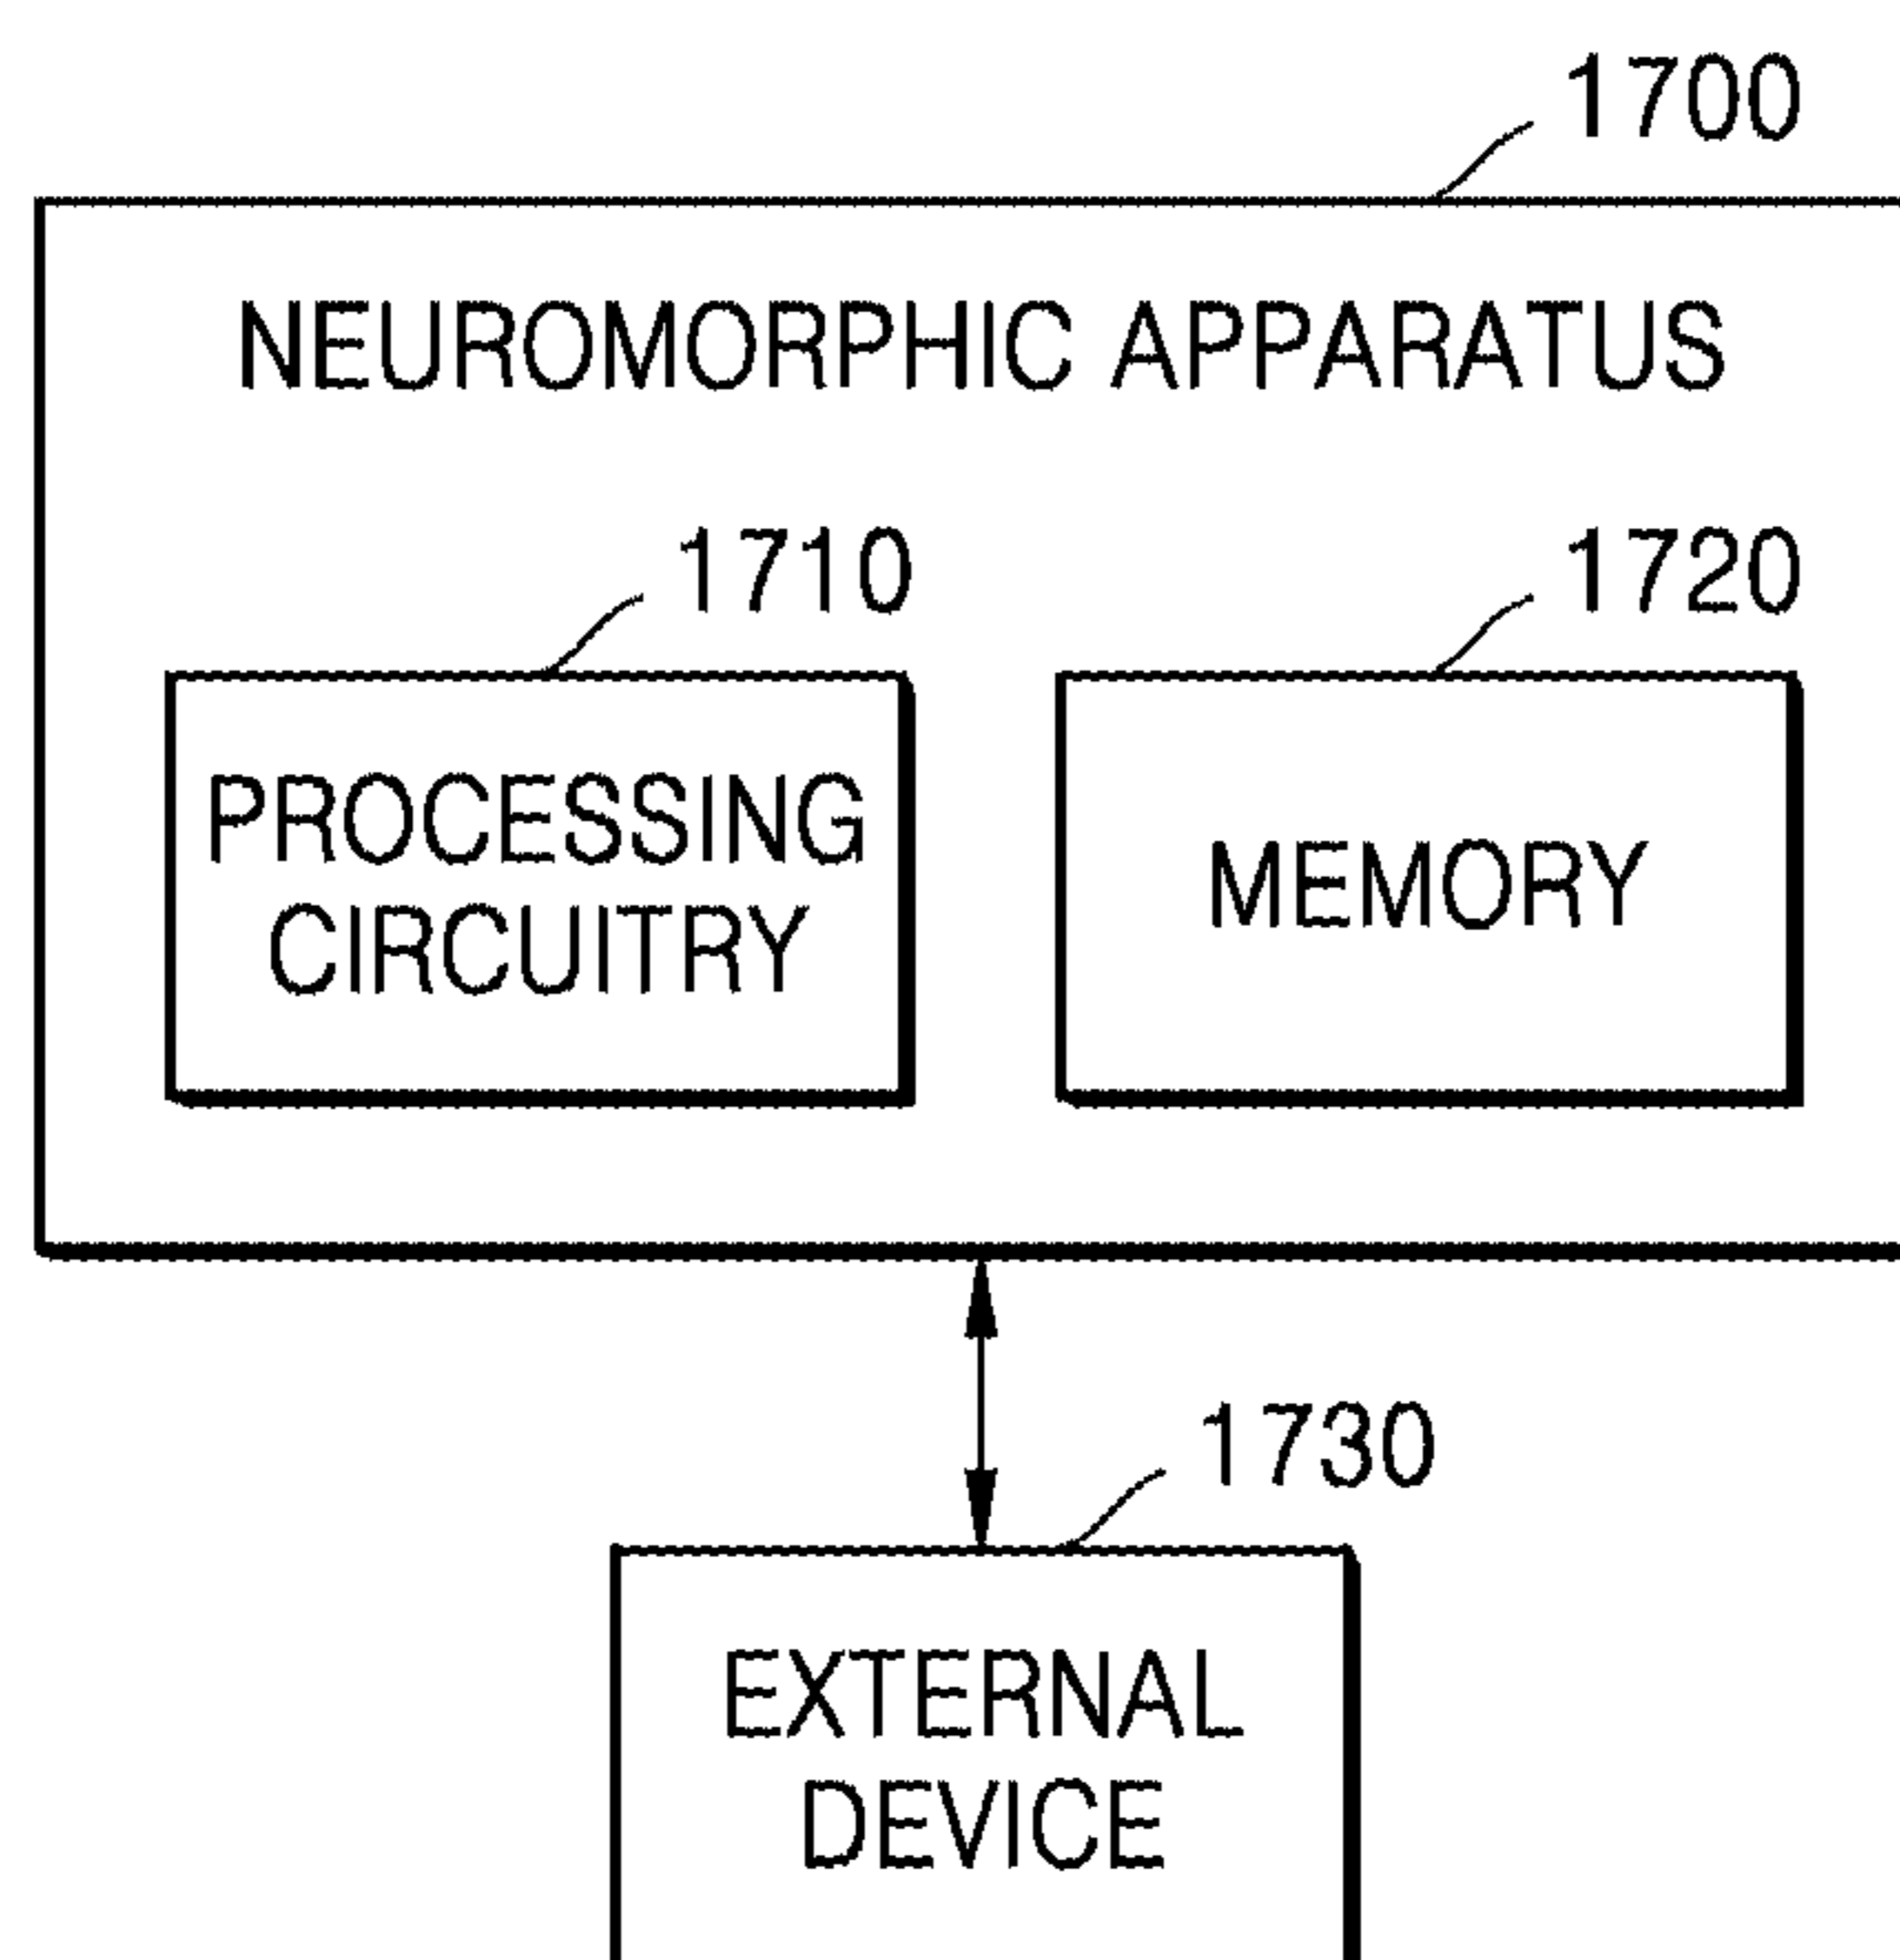 1700
NEUROMORPHIC APPARATUS
1710
1720
PROCESSING
CIRCUITRY
MEMORY
1730
EXTERNAL
DEVICE